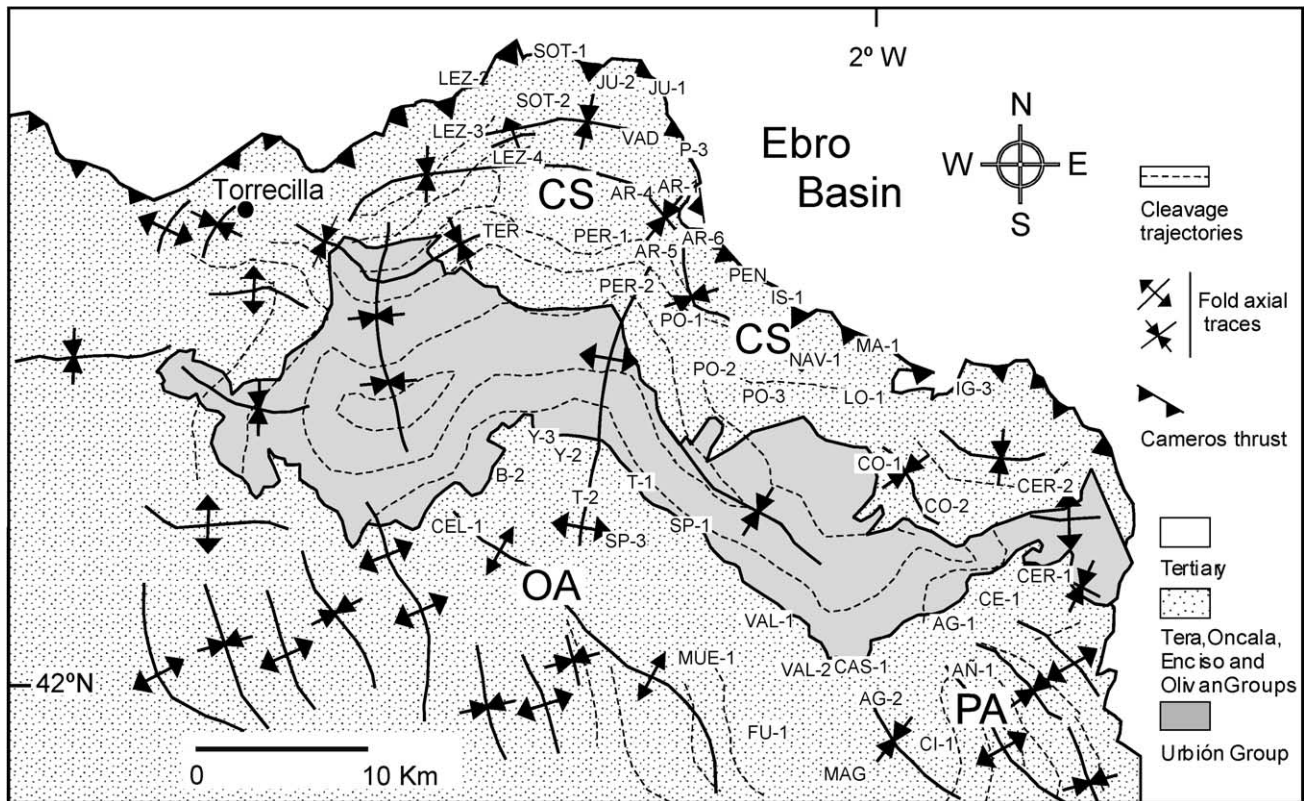 2º W
SOT-1
LEZ-2
JU-2
JU-1
SOT-2
LEZ-3
VAD
P-3
LEZ-4
Ebro
Basin
N
W
E
S
Torrecilla
CS
AR-4
AR-1
TER
PER-1
AR-6
AR-5
PEN
PER-2
IS-1
PO-1
CS
MA-1
NAV-1
PO-2
PO-3
LO-1
IG-3
Y-3
Y-2
B-2
T-1
CO-1
CER-2
T-2
CO-2
CEL-1
SP-3
SP-1
OA
CER-1
CE-1
VAL-1
AG-1
MUE-1
VAL-2
CAS-1
AÑ-1
42ºN
AG-2
PA
FU-1
CI-1
MAG
0
10 Km
Cleavage
trajectories
Fold axial
traces
Cameros thrust
Tertiary
Tera, Oncala,
Enciso and
Olivan Groups
Urbión Group